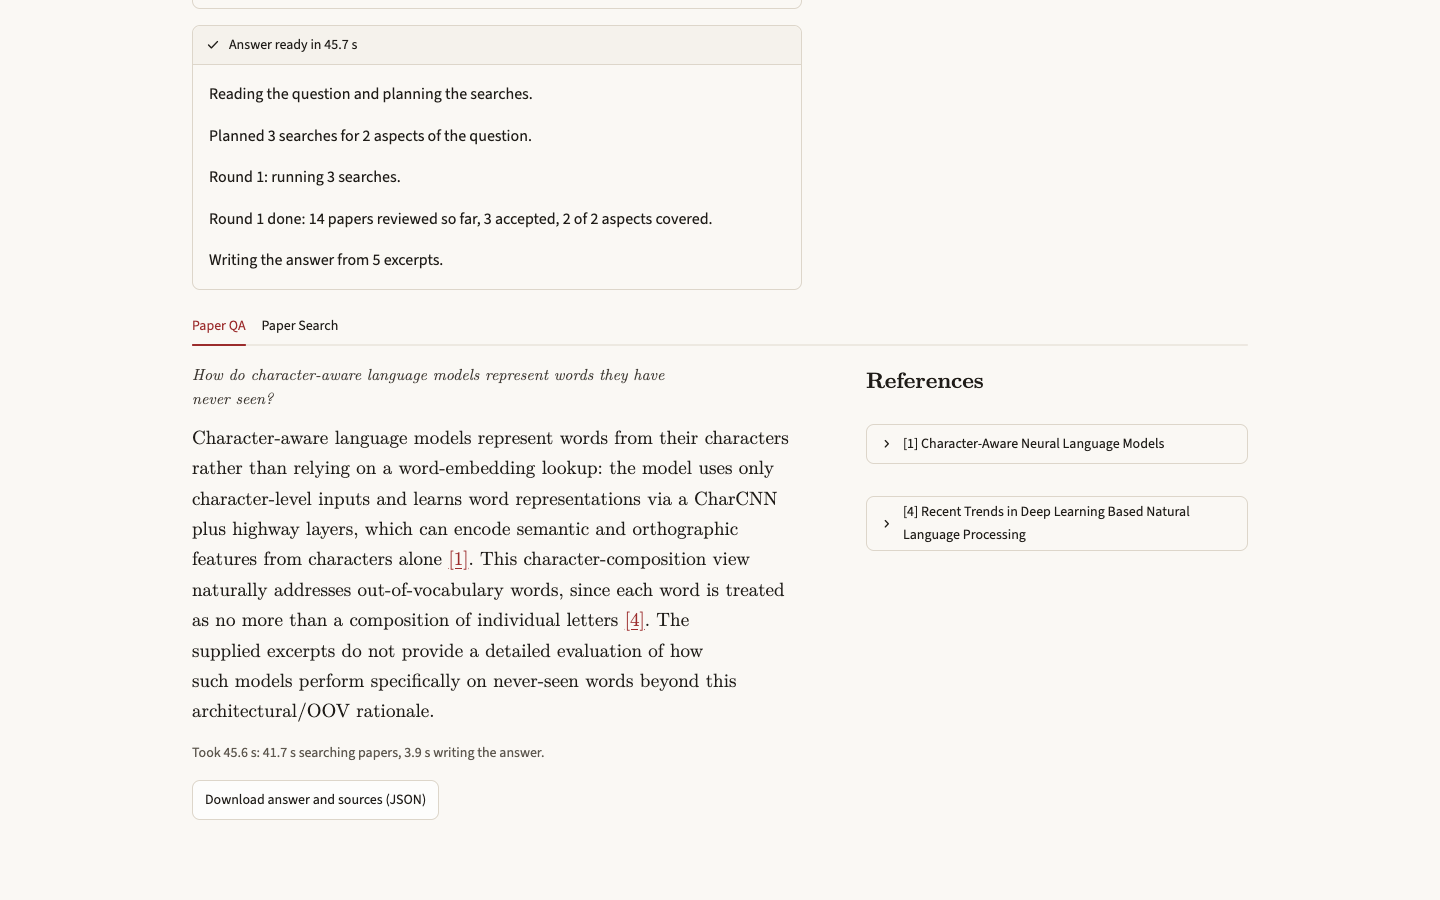 Answer ready in 45.7 s
Reading the question and planning the searches.
Planned 3 searches for 2 aspects of the question.
Round 1: running 3 searches.
Round 1 done: 14 papers reviewed so far, 3 accepted, 2 of 2 aspects covered.
Writing the answer from 5 excerpts.
Paper QA
Paper Search
How do character-aware language models represent words they have
never seen?
Character-aware language models represent words from their characters
rather than relying on a word-embedding lookup: the model uses only
character-level inputs and learns word representations via a CharCNN
plus highway layers, which can encode semantic and orthographic
features from characters alone [1]. This character-composition view
naturally addresses out-of-vocabulary words, since each word is treated
as no more than a composition of individual letters [4]. The
supplied excerpts do not provide a detailed evaluation of how
such models perform specifically on never-seen words beyond this
architectural/OOV rationale.
Took 45.6 s: 41.7 s searching papers, 3.9 s writing the answer.
Download answer and sources (JSON)
References
[1] Character-Aware Neural Language Models
[4] Recent Trends in Deep Learning Based Natural
Language Processing